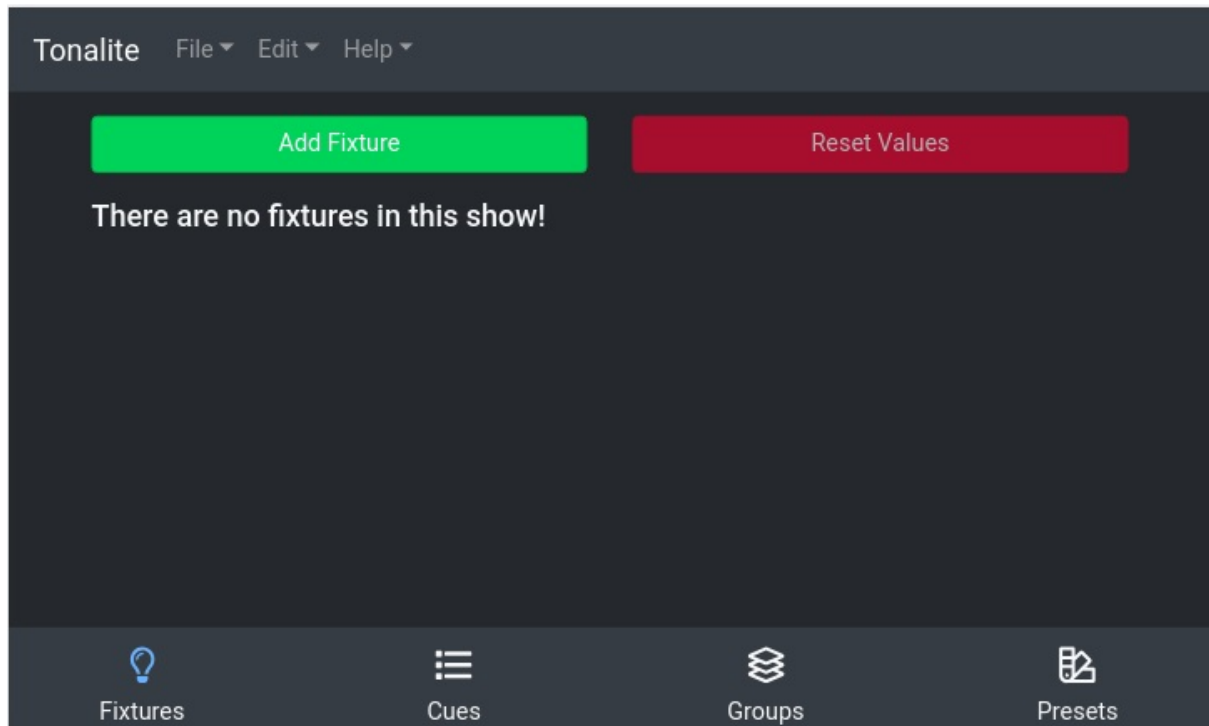 Tonalite File Edit Help
Add Fixture Reset Values
There are no fixtures in this show!
Fixtures Cues Groups Presets